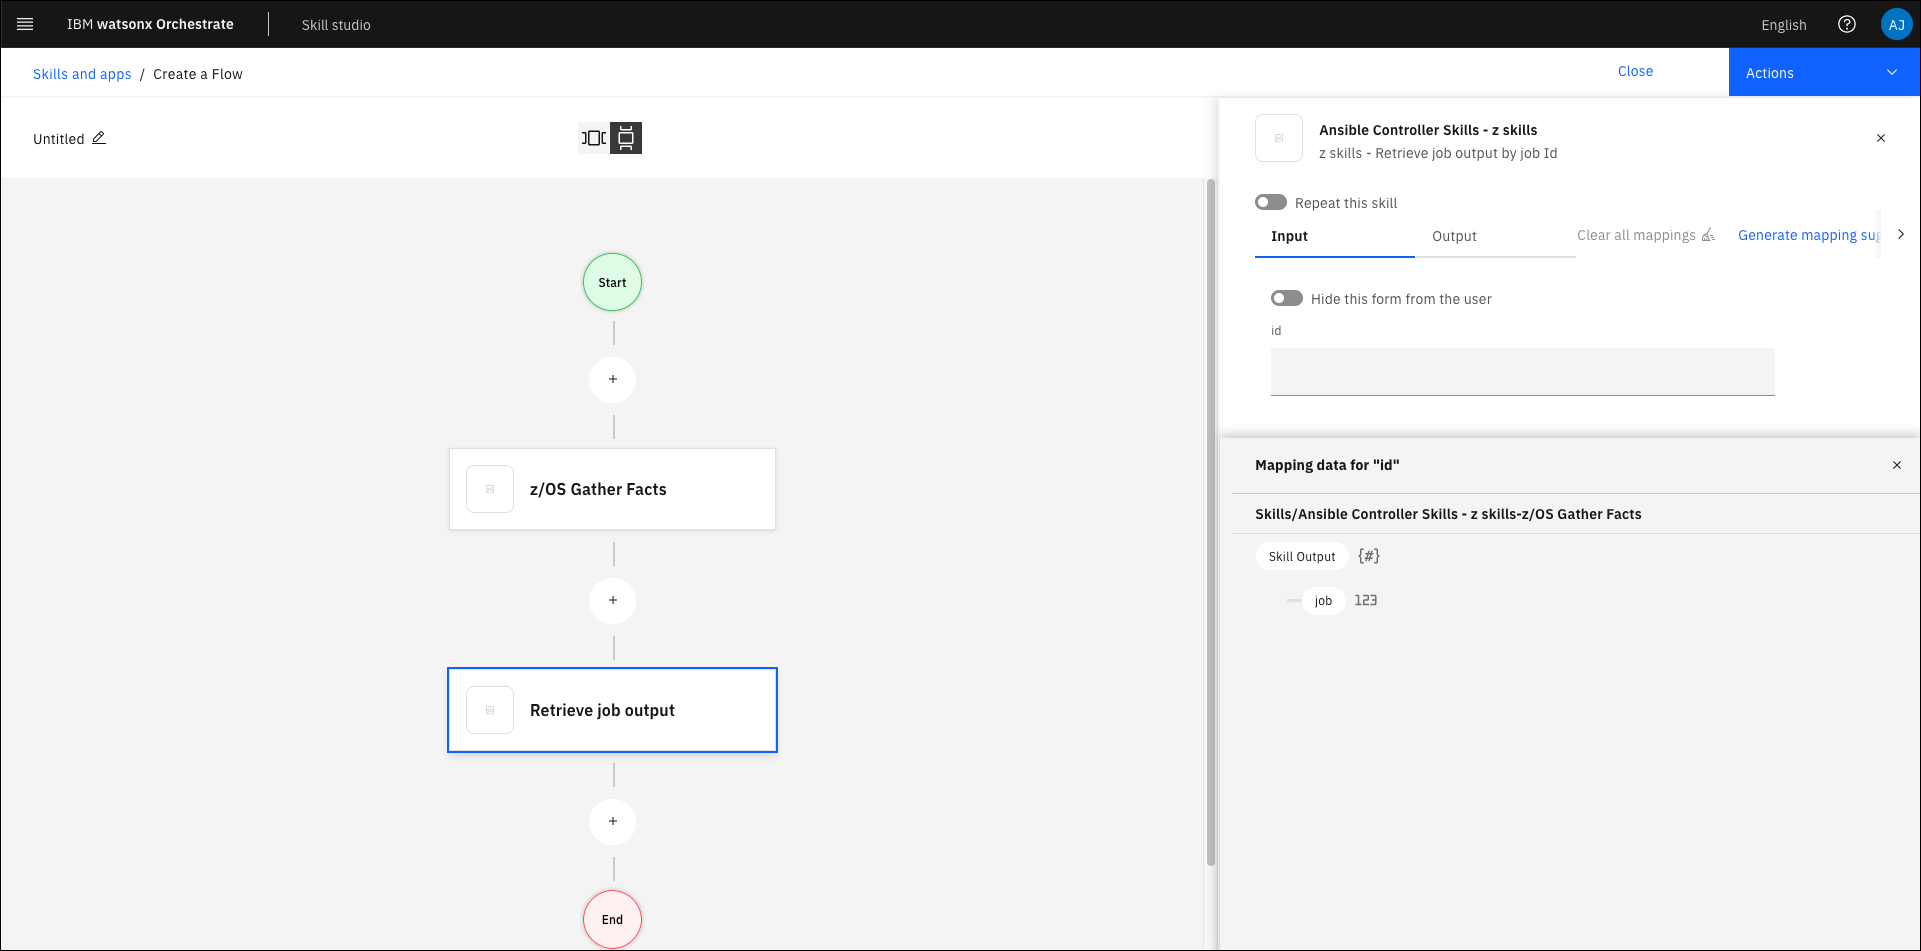 IBM watsonx Orchestrate
Skill studio
English
AJ
Skills and apps / Create a Flow
Close
Actions
Untitled
Start
+
z/OS Gather Facts
+
Retrieve job output
+
End
Ansible Controller Skills - z skills
z skills - Retrieve job output by job Id
Repeat this skill
Input
Output
Clear all mappings
Generate mapping sug
Hide this form from the user
id
Mapping data for "id"
Skills/Ansible Controller Skills - z skills-z/OS Gather Facts
Skill Output {#}
job 123